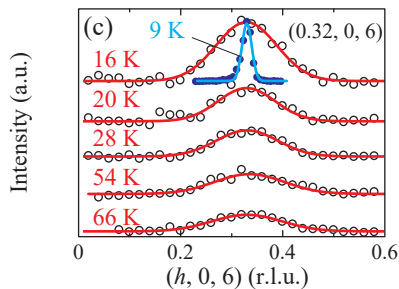 (c)
9 K
(0.32, 0, 6)
16 K
20 K
28 K
54 K
66 K
Intensity (a.u.)
0 0.2 0.4 0.6
(h, 0, 6) (r.l.u.)